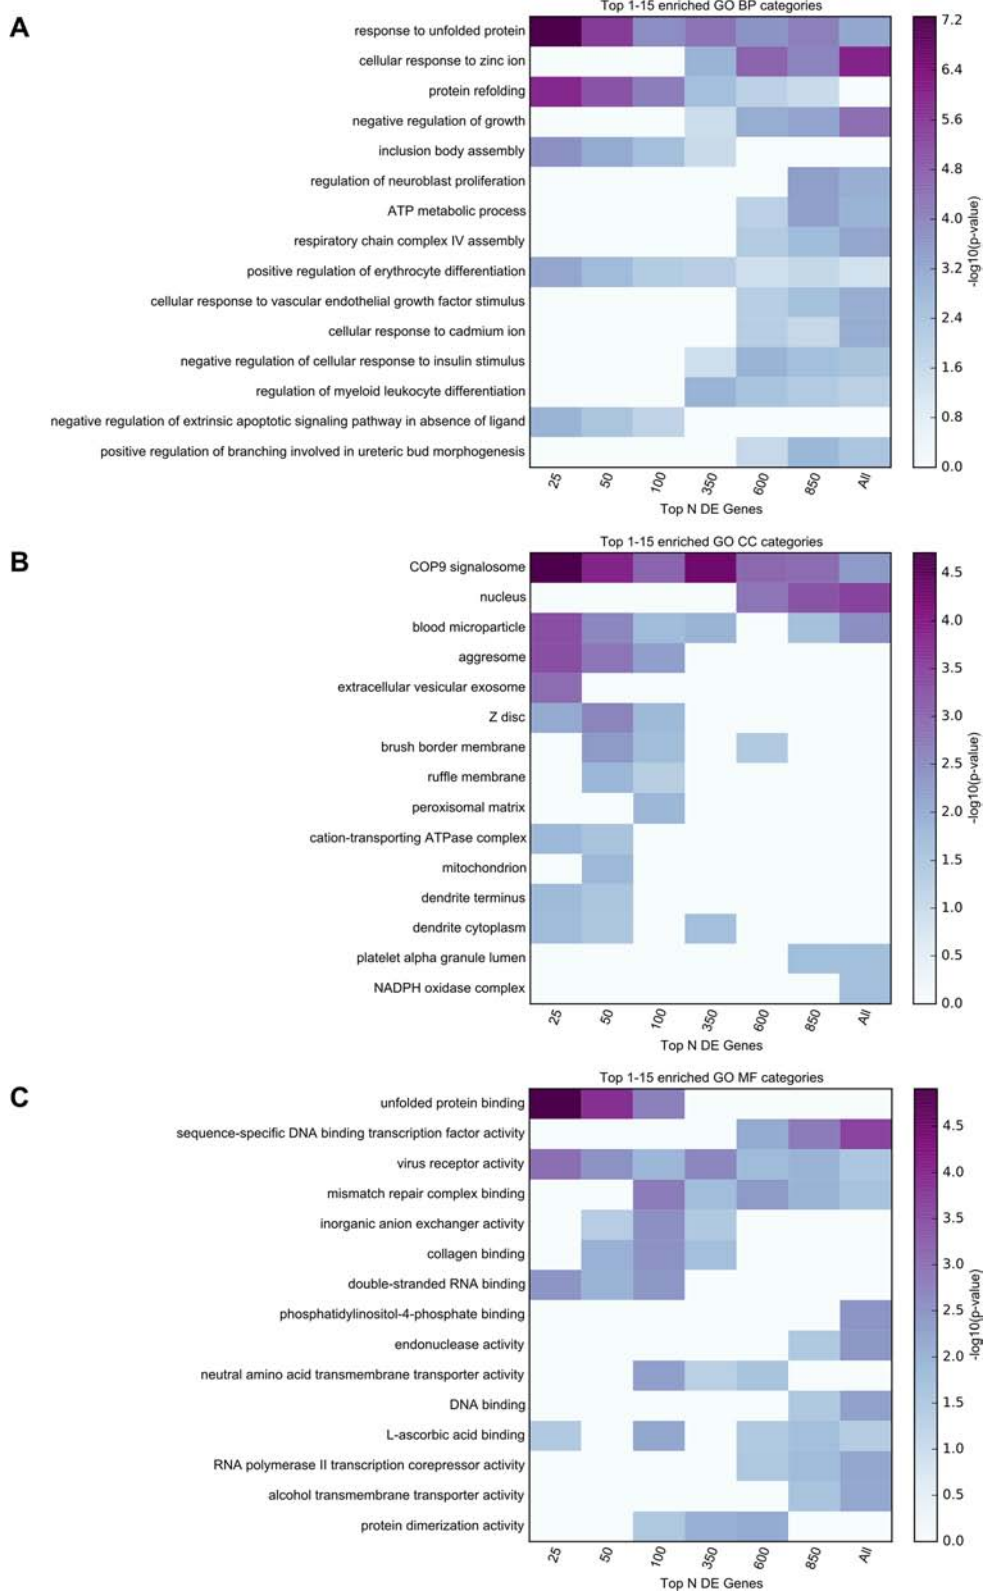 A
Top 1-15 enriched GO BP categories
response to unfolded protein
cellular response to zinc ion
protein refolding
negative regulation of growth
inclusion body assembly
regulation of neuroblast proliferation
ATP metabolic process
respiratory chain complex IV assembly
positive regulation of erythrocyte differentiation
cellular response to vascular endothelial growth factor stimulus
cellular response to cadmium ion
negative regulation of cellular response to insulin stimulus
regulation of myeloid leukocyte differentiation
negative regulation of extrinsic apoptotic signaling pathway in absence of ligand
positive regulation of branching involved in ureteric bud morphogenesis
25 50 100 350 600 850 All
Top N DE Genes
7.2
6.4
5.6
4.8
4.0
3.2
2.4
1.6
0.8
0.0
-log10(p-value)
B
Top 1-15 enriched GO CC categories
COP9 signalosome
nucleus
blood microparticle
aggresome
extracellular vesicular exosome
Z disc
brush border membrane
ruffle membrane
peroxisomal matrix
cation-transporting ATPase complex
mitochondrion
dendrite terminus
dendrite cytoplasm
platelet alpha granule lumen
NADPH oxidase complex
25 50 100 350 600 850 All
Top N DE Genes
4.5
4.0
3.5
3.0
2.5
2.0
1.5
1.0
0.5
0.0
-log10(p-value)
C
Top 1-15 enriched GO MF categories
unfolded protein binding
sequence-specific DNA binding transcription factor activity
virus receptor activity
mismatch repair complex binding
inorganic anion exchanger activity
collagen binding
double-stranded RNA binding
phosphatidylinositol-4-phosphate binding
endonuclease activity
neutral amino acid transmembrane transporter activity
DNA binding
L-ascorbic acid binding
RNA polymerase II transcription corepressor activity
alcohol transmembrane transporter activity
protein dimerization activity
25 50 100 350 600 850 All
Top N DE Genes
4.5
4.0
3.5
3.0
2.5
2.0
1.5
1.0
0.5
0.0
-log10(p-value)